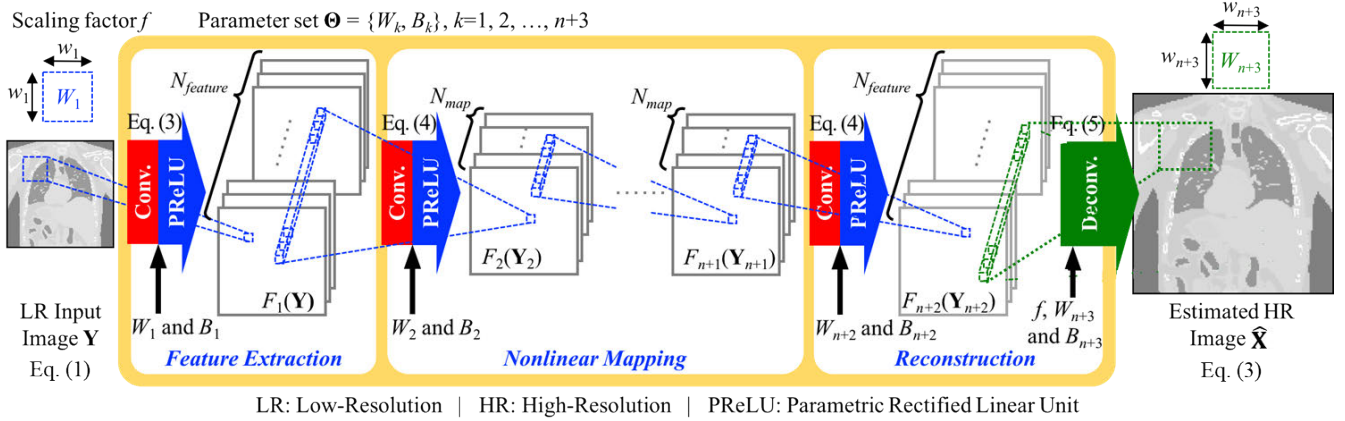 Scaling factor f
Parameter set Θ = {Wk, Bk}, k=1, 2, …, n+3
w1
w1
W1
Eq. (3)
Conv.
PReLU
Nfeature
F1(Y)
W1 and B1
Feature Extraction
Eq. (4)
Conv.
PReLU
Nmap
F2(Y2)
W2 and B2
Nmap
Fn+1(Yn+1)
Nonlinear Mapping
Eq. (4)
Conv.
PReLU
Nfeature
Fn+2(Yn+2)
Wn+2 and Bn+2
Eq. (5)
Deconv.
f, Wn+3
and Bn+3
Reconstruction
wn+3
wn+3
Wn+3
LR Input
Image Y
Eq. (1)
Estimated HR
Image X̂
Eq. (3)
LR: Low-Resolution | HR: High-Resolution | PReLU: Parametric Rectified Linear Unit